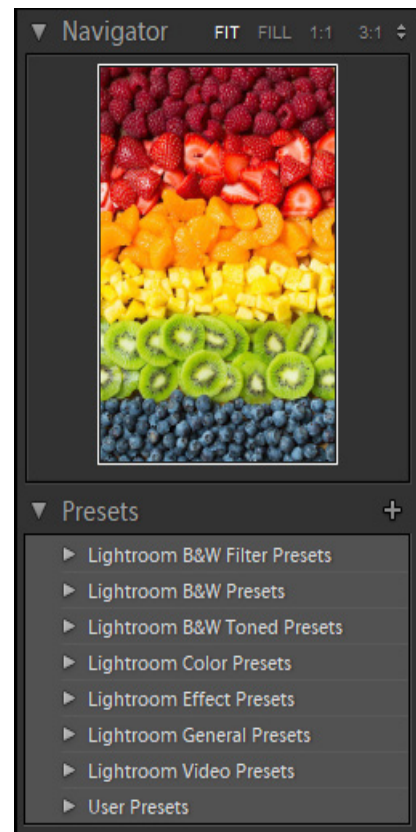 Navigator FIT FILL 1:1 3:1
Presets +
Lightroom B&W Filter Presets
Lightroom B&W Presets
Lightroom B&W Toned Presets
Lightroom Color Presets
Lightroom Effect Presets
Lightroom General Presets
Lightroom Video Presets
User Presets